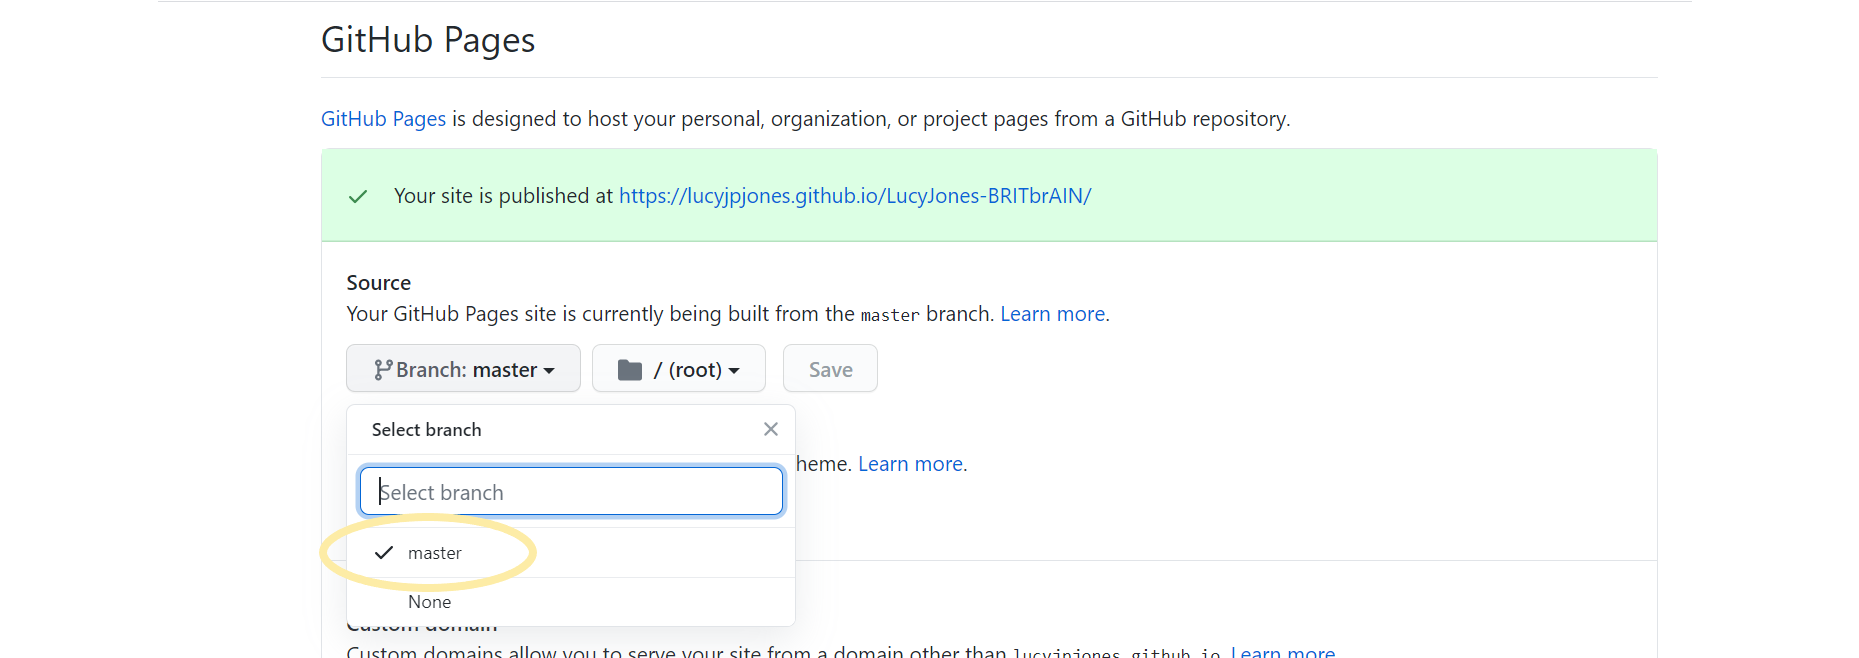 GitHub Pages
GitHub Pages is designed to host your personal, organization, or project pages from a GitHub repository.
Your site is published at https://lucyjpjones.github.io/LucyJones-BRITbrAIN/
Source
Your GitHub Pages site is currently being built from the master branch. Learn more.
Branch: master / (root) Save
Select branch
heme. Learn more.
Select branch
master
None
Custom domain
Custom domains allow you to serve your site from a domain other than lucyjpjones.github.io. Learn more.